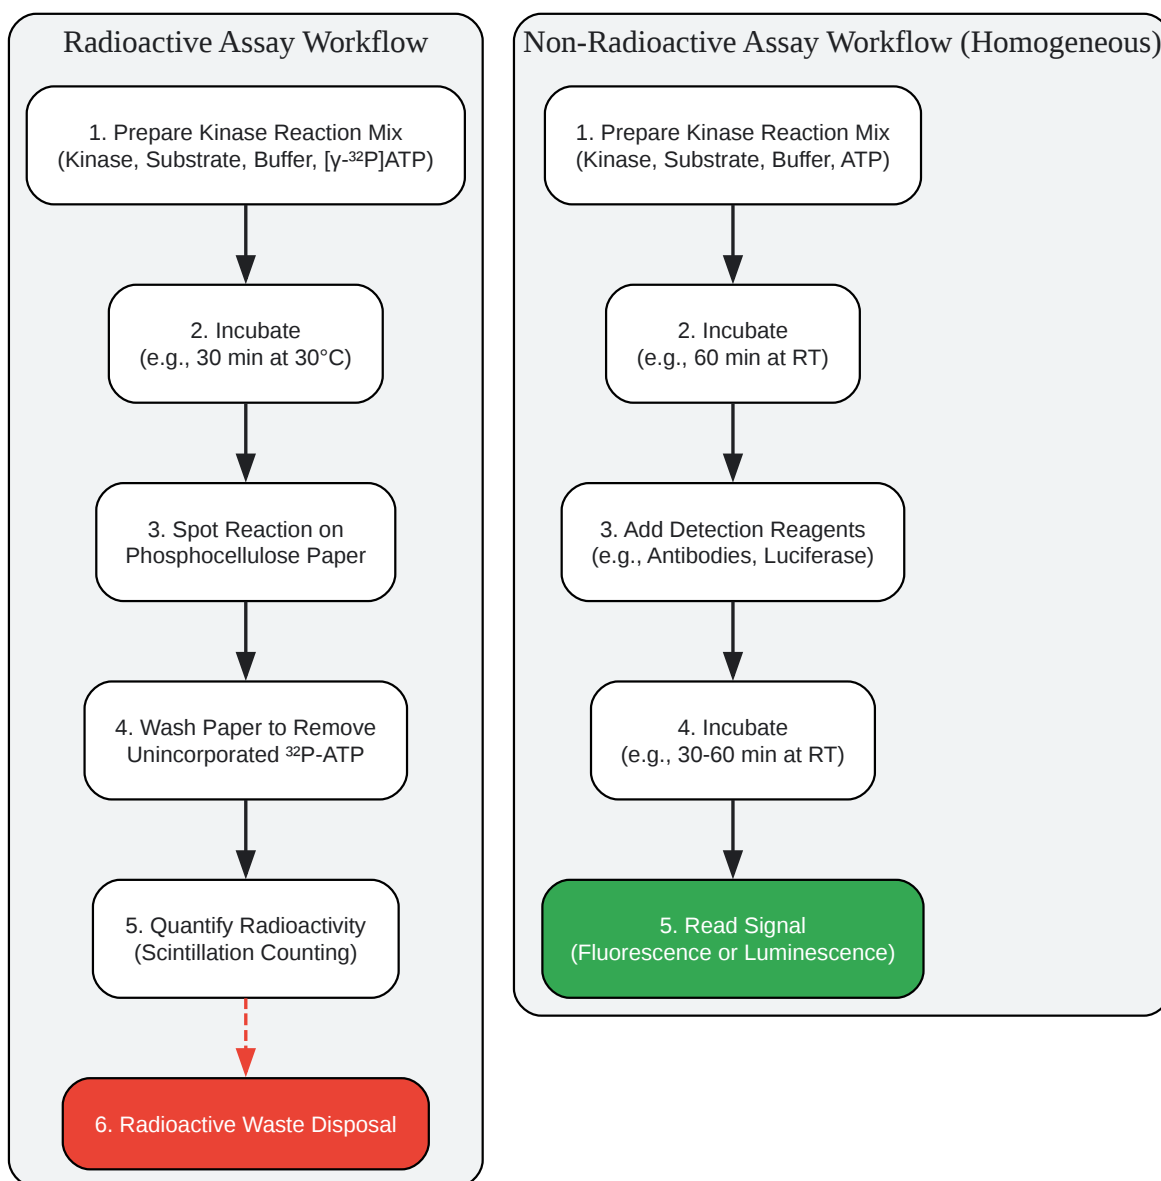 Radioactive Assay Workflow
1. Prepare Kinase Reaction Mix
(Kinase, Substrate, Buffer, [γ-³²P]ATP)
2. Incubate
(e.g., 30 min at 30°C)
3. Spot Reaction on
Phosphocellulose Paper
4. Wash Paper to Remove
Unincorporated ³²P-ATP
5. Quantify Radioactivity
(Scintillation Counting)
6. Radioactive Waste Disposal
Non-Radioactive Assay Workflow (Homogeneous)
1. Prepare Kinase Reaction Mix
(Kinase, Substrate, Buffer, ATP)
2. Incubate
(e.g., 60 min at RT)
3. Add Detection Reagents
(e.g., Antibodies, Luciferase)
4. Incubate
(e.g., 30-60 min at RT)
5. Read Signal
(Fluorescence or Luminescence)